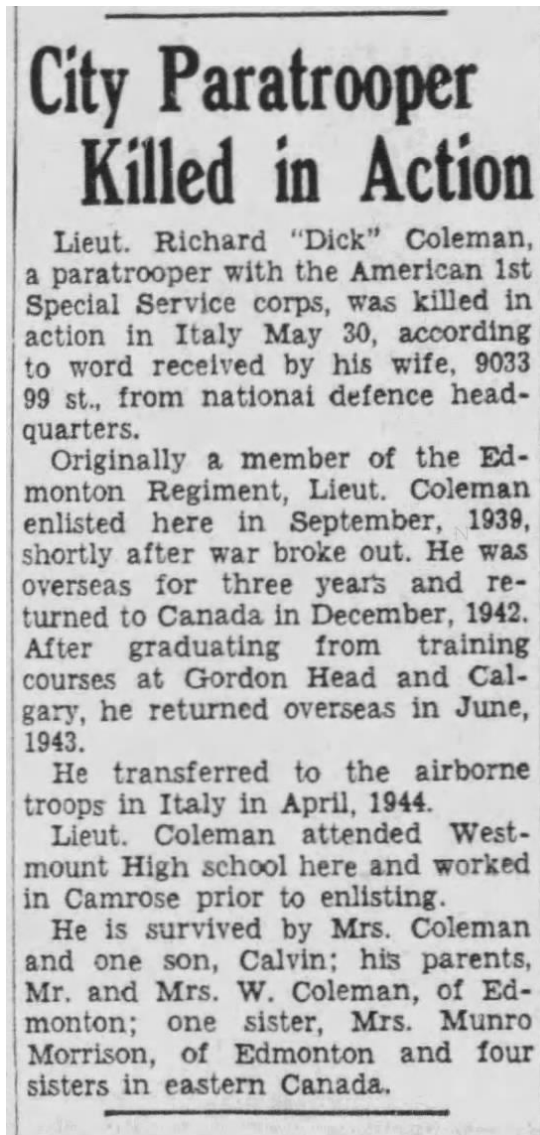 City Paratrooper
Killed in Action
Lieut. Richard "Dick" Coleman,
a paratrooper with the American 1st
Special Service corps, was killed in
action in Italy May 30, according
to word received by his wife, 9033
99 st., from national defence head-
quarters.
Originally a member of the Ed-
monton Regiment, Lieut. Coleman
enlisted here in September, 1939,
shortly after war broke out. He was
overseas for three years and re-
turned to Canada in December, 1942.
After graduating from training
courses at Gordon Head and Cal-
gary, he returned overseas in June,
1943.
He transferred to the airborne
troops in Italy in April, 1944.
Lieut. Coleman attended West-
mount High school here and worked
in Camrose prior to enlisting.
He is survived by Mrs. Coleman
and one son, Calvin; his parents,
Mr. and Mrs. W. Coleman, of Ed-
monton; one sister, Mrs. Munro
Morrison, of Edmonton and four
sisters in eastern Canada.